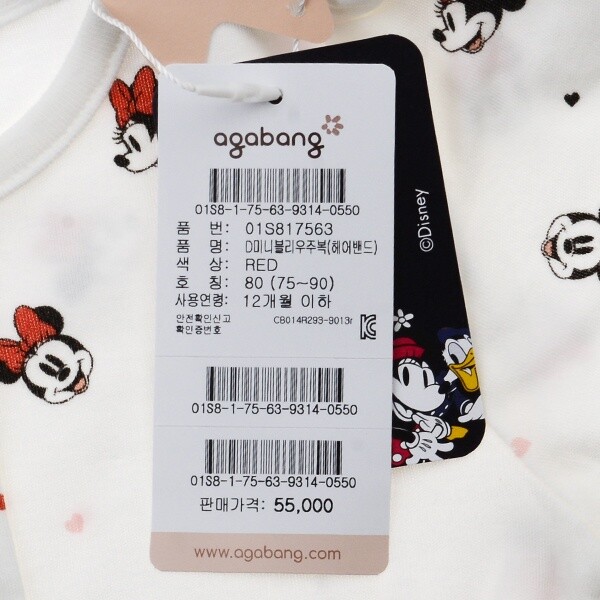 agabang
01S8-1-75-63-9314-0550
품 번: 01S817563
품 명: D미니블리우주복(헤어밴드)
색 상: RED
호 칭: 80 (75~90)
사용연령: 12개월 이하
안전확인신고
확인증번호 CB014R293-9013r
01S8-1-75-63-9314-0550
01S8-1-75-63-9314-0550
판매가격: 55,000
www.agabang.com
©Disney